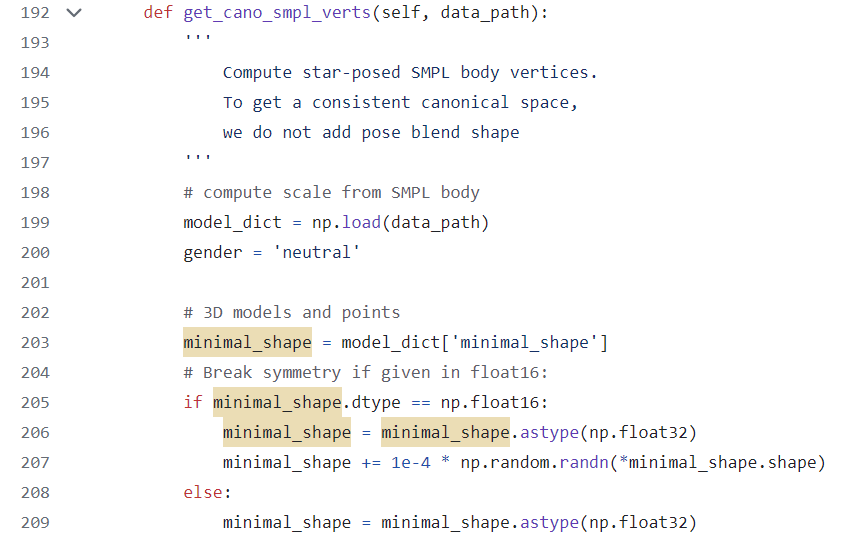 192 def get_cano_smpl_verts(self, data_path):
193 '''
194 Compute star-posed SMPL body vertices.
195 To get a consistent canonical space,
196 we do not add pose blend shape
197 '''
198 # compute scale from SMPL body
199 model_dict = np.load(data_path)
200 gender = 'neutral'
201
202 # 3D models and points
203 minimal_shape = model_dict['minimal_shape']
204 # Break symmetry if given in float16:
205 if minimal_shape.dtype == np.float16:
206 minimal_shape = minimal_shape.astype(np.float32)
207 minimal_shape += 1e-4 * np.random.randn(*minimal_shape.shape)
208 else:
209 minimal_shape = minimal_shape.astype(np.float32)